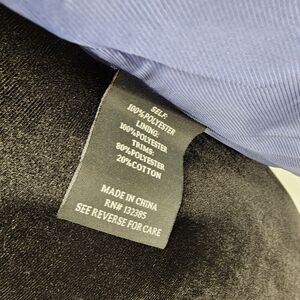 SELF:
100%POLYESTER
LINING:
100%POLYESTER
TRIMS:
80%POLYESTER
20%COTTON
MADE IN CHINA
RN# 132385
SEE REVERSE FOR CARE